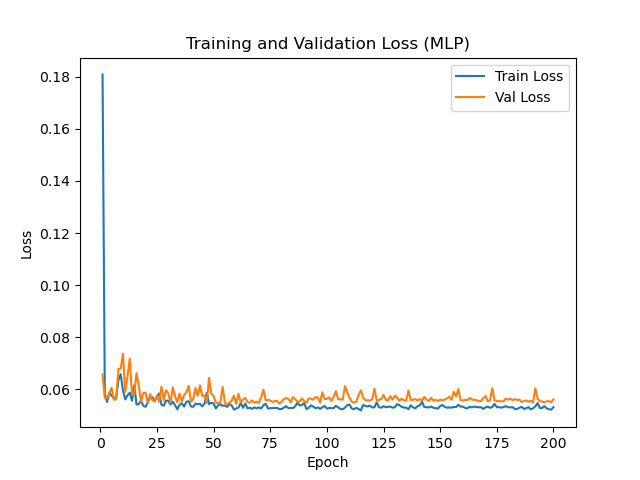 Training and Validation Loss (MLP)
Train Loss
Val Loss
0.18
0.16
0.14
0.12
0.10
0.08
0.06
Loss
0 25 50 75 100 125 150 175 200
Epoch